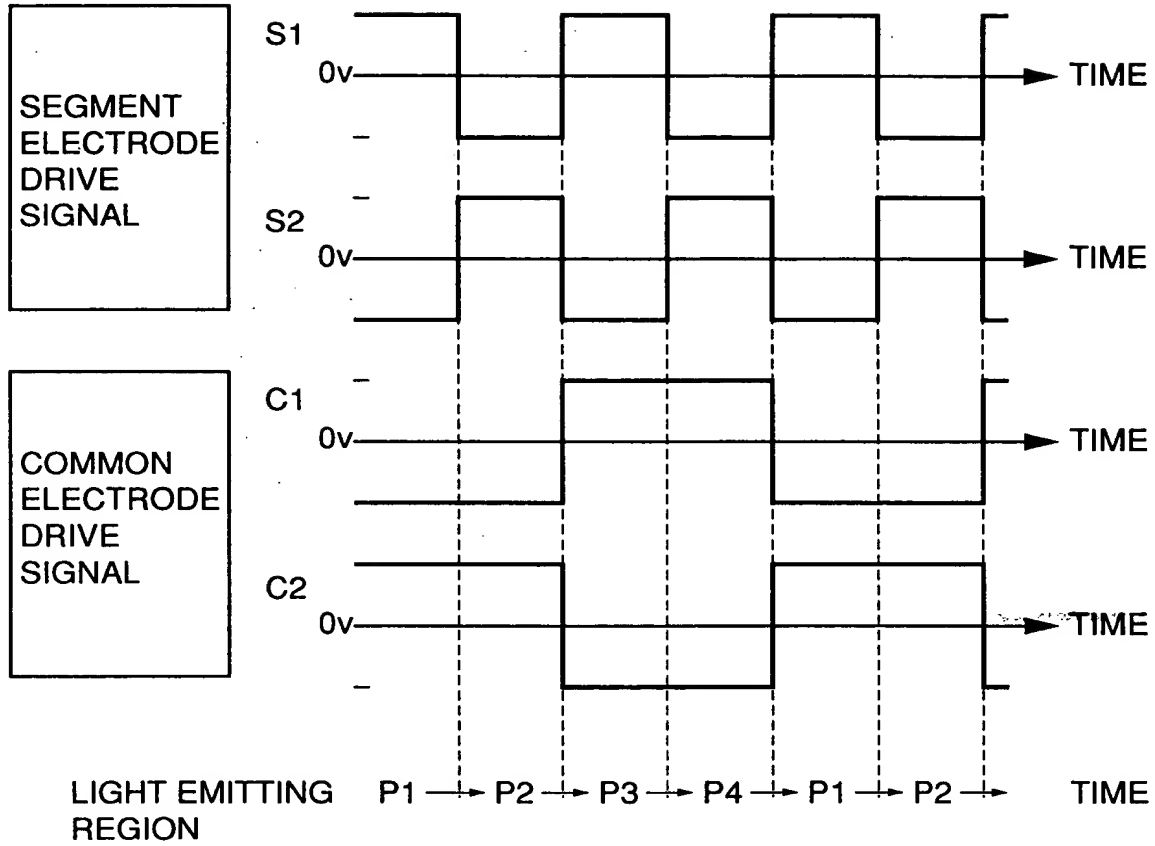 SEGMENT
ELECTRODE
DRIVE
SIGNAL
S1
0v
TIME
S2
0v
TIME
COMMON
ELECTRODE
DRIVE
SIGNAL
C1
0v
TIME
C2
0v
TIME
LIGHT EMITTING
REGION
P1 → P2 → P3 → P4 → P1 → P2 → TIME